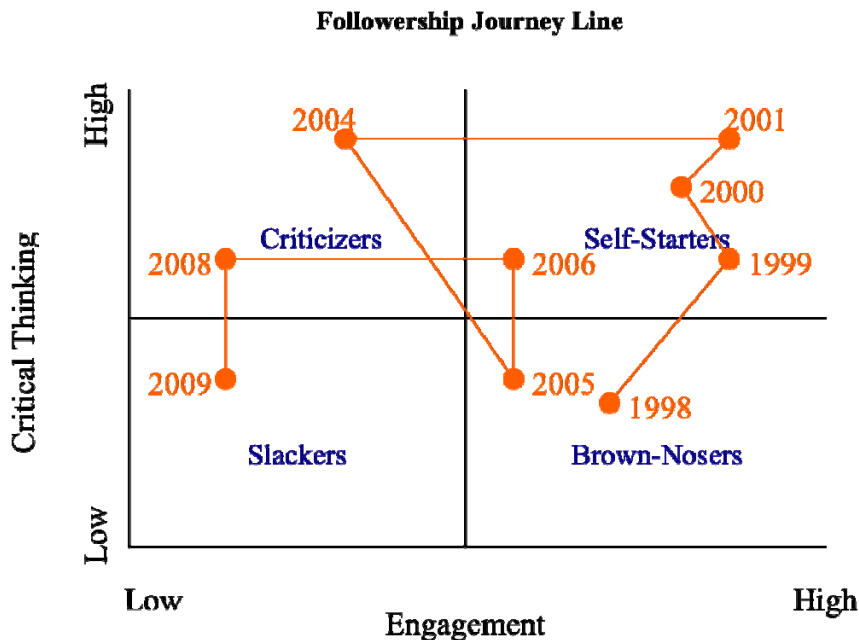 Followership Journey Line
High
2004
2001
2000
Criticizers
Self-Starters
2008
2006
1999
Critical Thinking
2009
2005
1998
Slackers
Brown-Nosers
Low
Low
High
Engagement